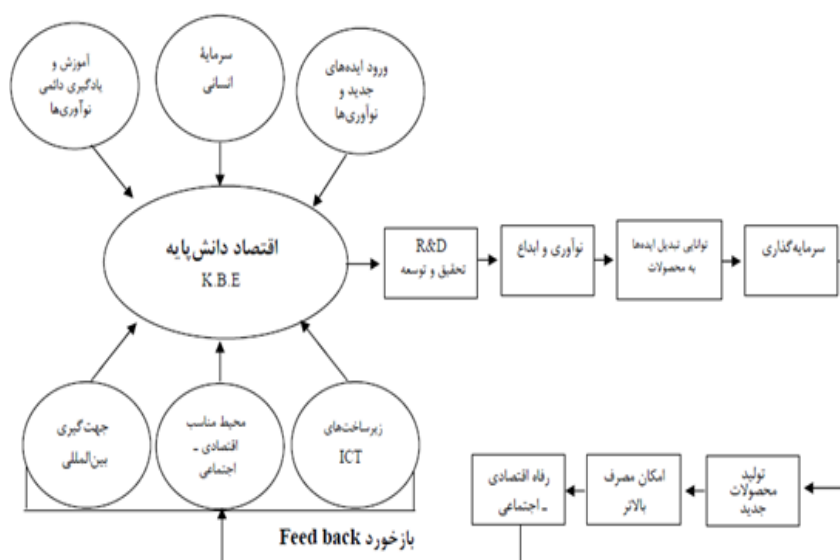 آموزش و
یادگیری دائمی
نوآوری‌ها
سرمایهٔ
انسانی
ورود ایده‌های
جدید و
نوآوری‌ها
اقتصاد دانش‌پایه
K.B.E
R&D
تحقیق و توسعه
نوآوری و ابداع
توانایی تبدیل ایده‌ها
به محصولات
سرمایه‌گذاری
جهت‌گیری
بین‌المللی
محیط مناسب
اقتصادی ـ
اجتماعی
زیرساخت‌های
ICT
تولید
محصولات
جدید
امکان مصرف
بالاتر
رفاه اقتصادی
ـ اجتماعی
بازخورد Feed back